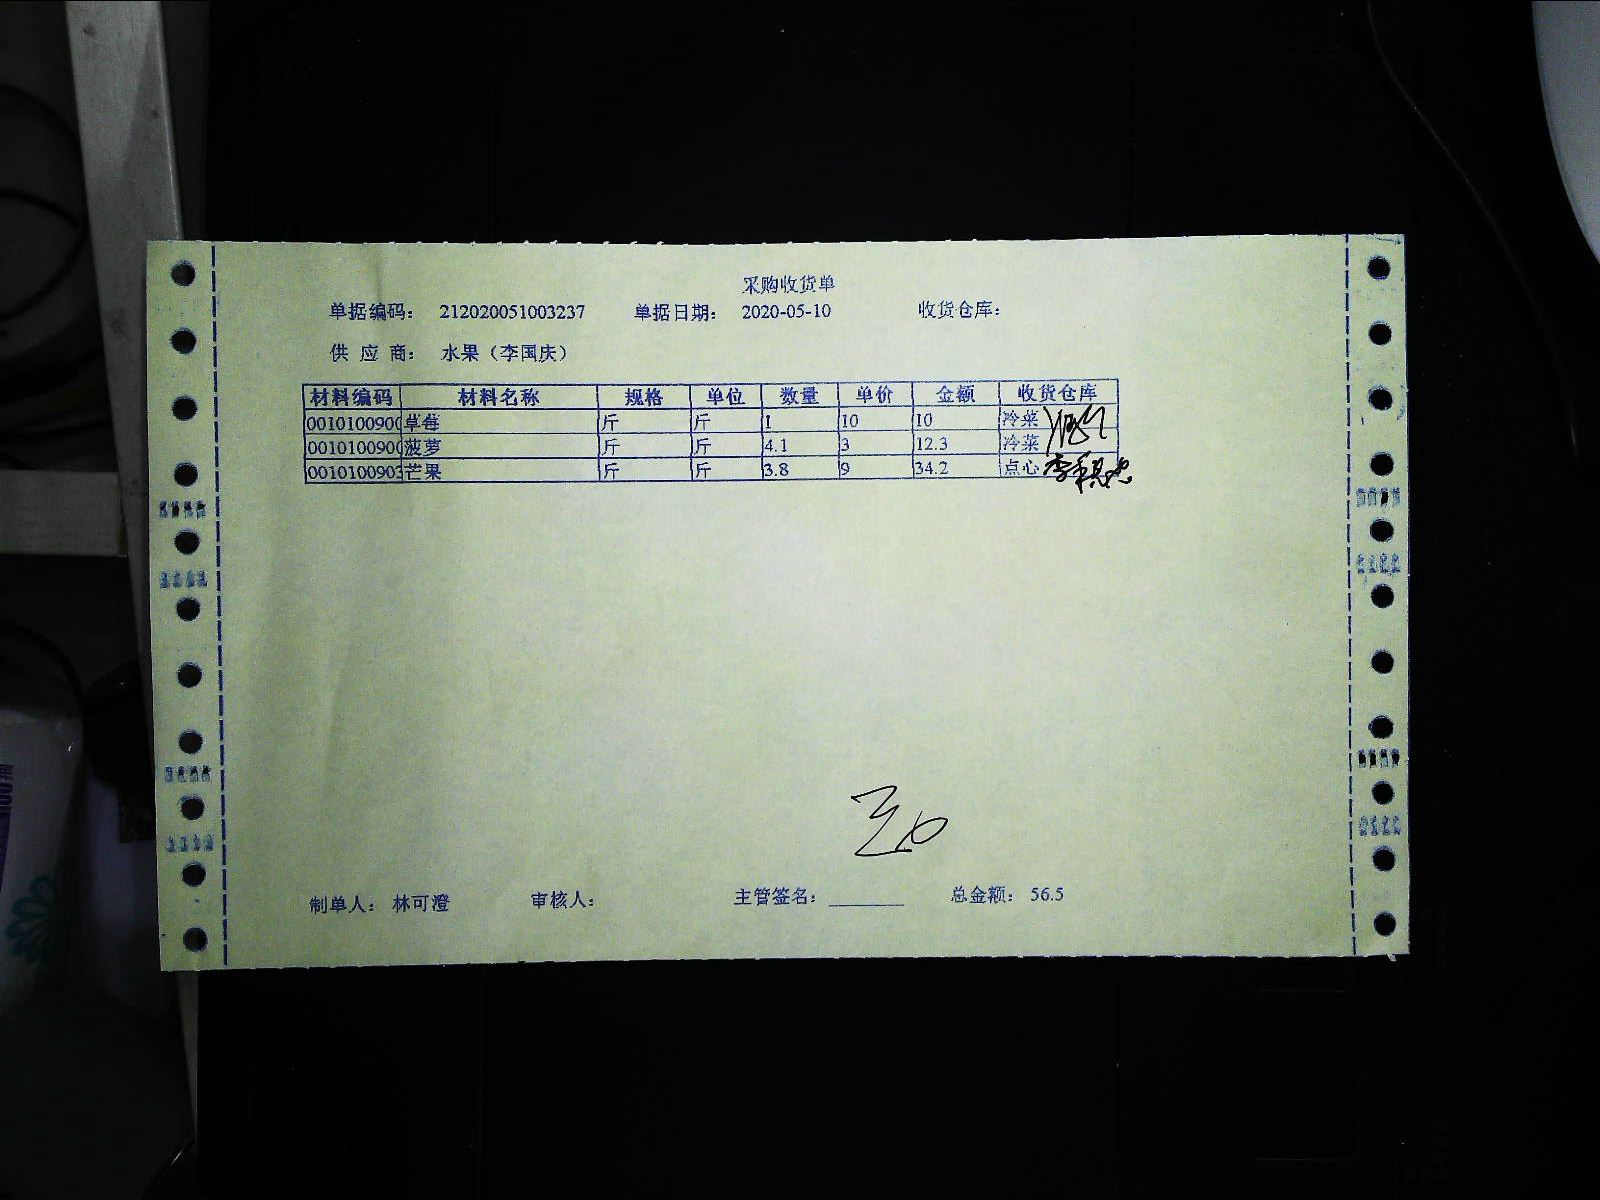 采购收货单
单据编码： 212020051003237 单据日期： 2020-05-10 收货仓库：
供 应 商： 水果（李国庆）
材料编码 材料名称 规格 单位 数量 单价 金额 收货仓库
0010100900 草莓 斤 斤 1 10 10 冷菜
0010100900 菠萝 斤 斤 4.1 3 12.3 冷菜
0010100903 芒果 斤 斤 3.8 9 34.2 点心
制单人： 林可澄 审核人： 主管签名： 总金额： 56.5